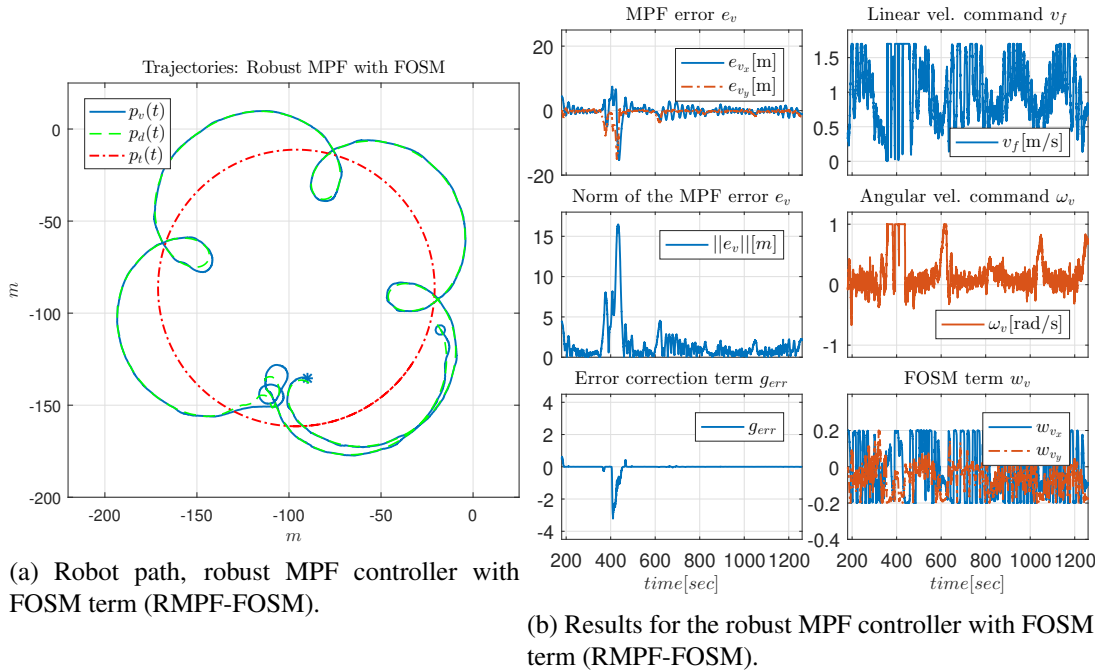 Trajectories: Robust MPF with FOSM
p_v(t)
p_d(t)
p_t(t)
0
-50
-100
-150
-200
m
-200
-150
-100
-50
0
m
(a) Robot path, robust MPF controller with
FOSM term (RMPF-FOSM).
MPF error e_v
25
0
-20
e_{v_x}[m]
e_{v_y}[m]
Linear vel. command v_f
1.5
1
0.5
0
v_f[m/s]
Norm of the MPF error e_v
15
10
5
0
||e_v||[m]
Angular vel. command ω_v
1
0
-1
ω_v[rad/s]
Error correction term g_{err}
4
2
0
-2
-4
g_{err}
200 400 600 800 1000 1200
time[sec]
FOSM term w_v
0.2
0
-0.2
-0.4
w_{v_x}
w_{v_y}
200 400 600 800 1000 1200
time[sec]
(b) Results for the robust MPF controller with FOSM
term (RMPF-FOSM).